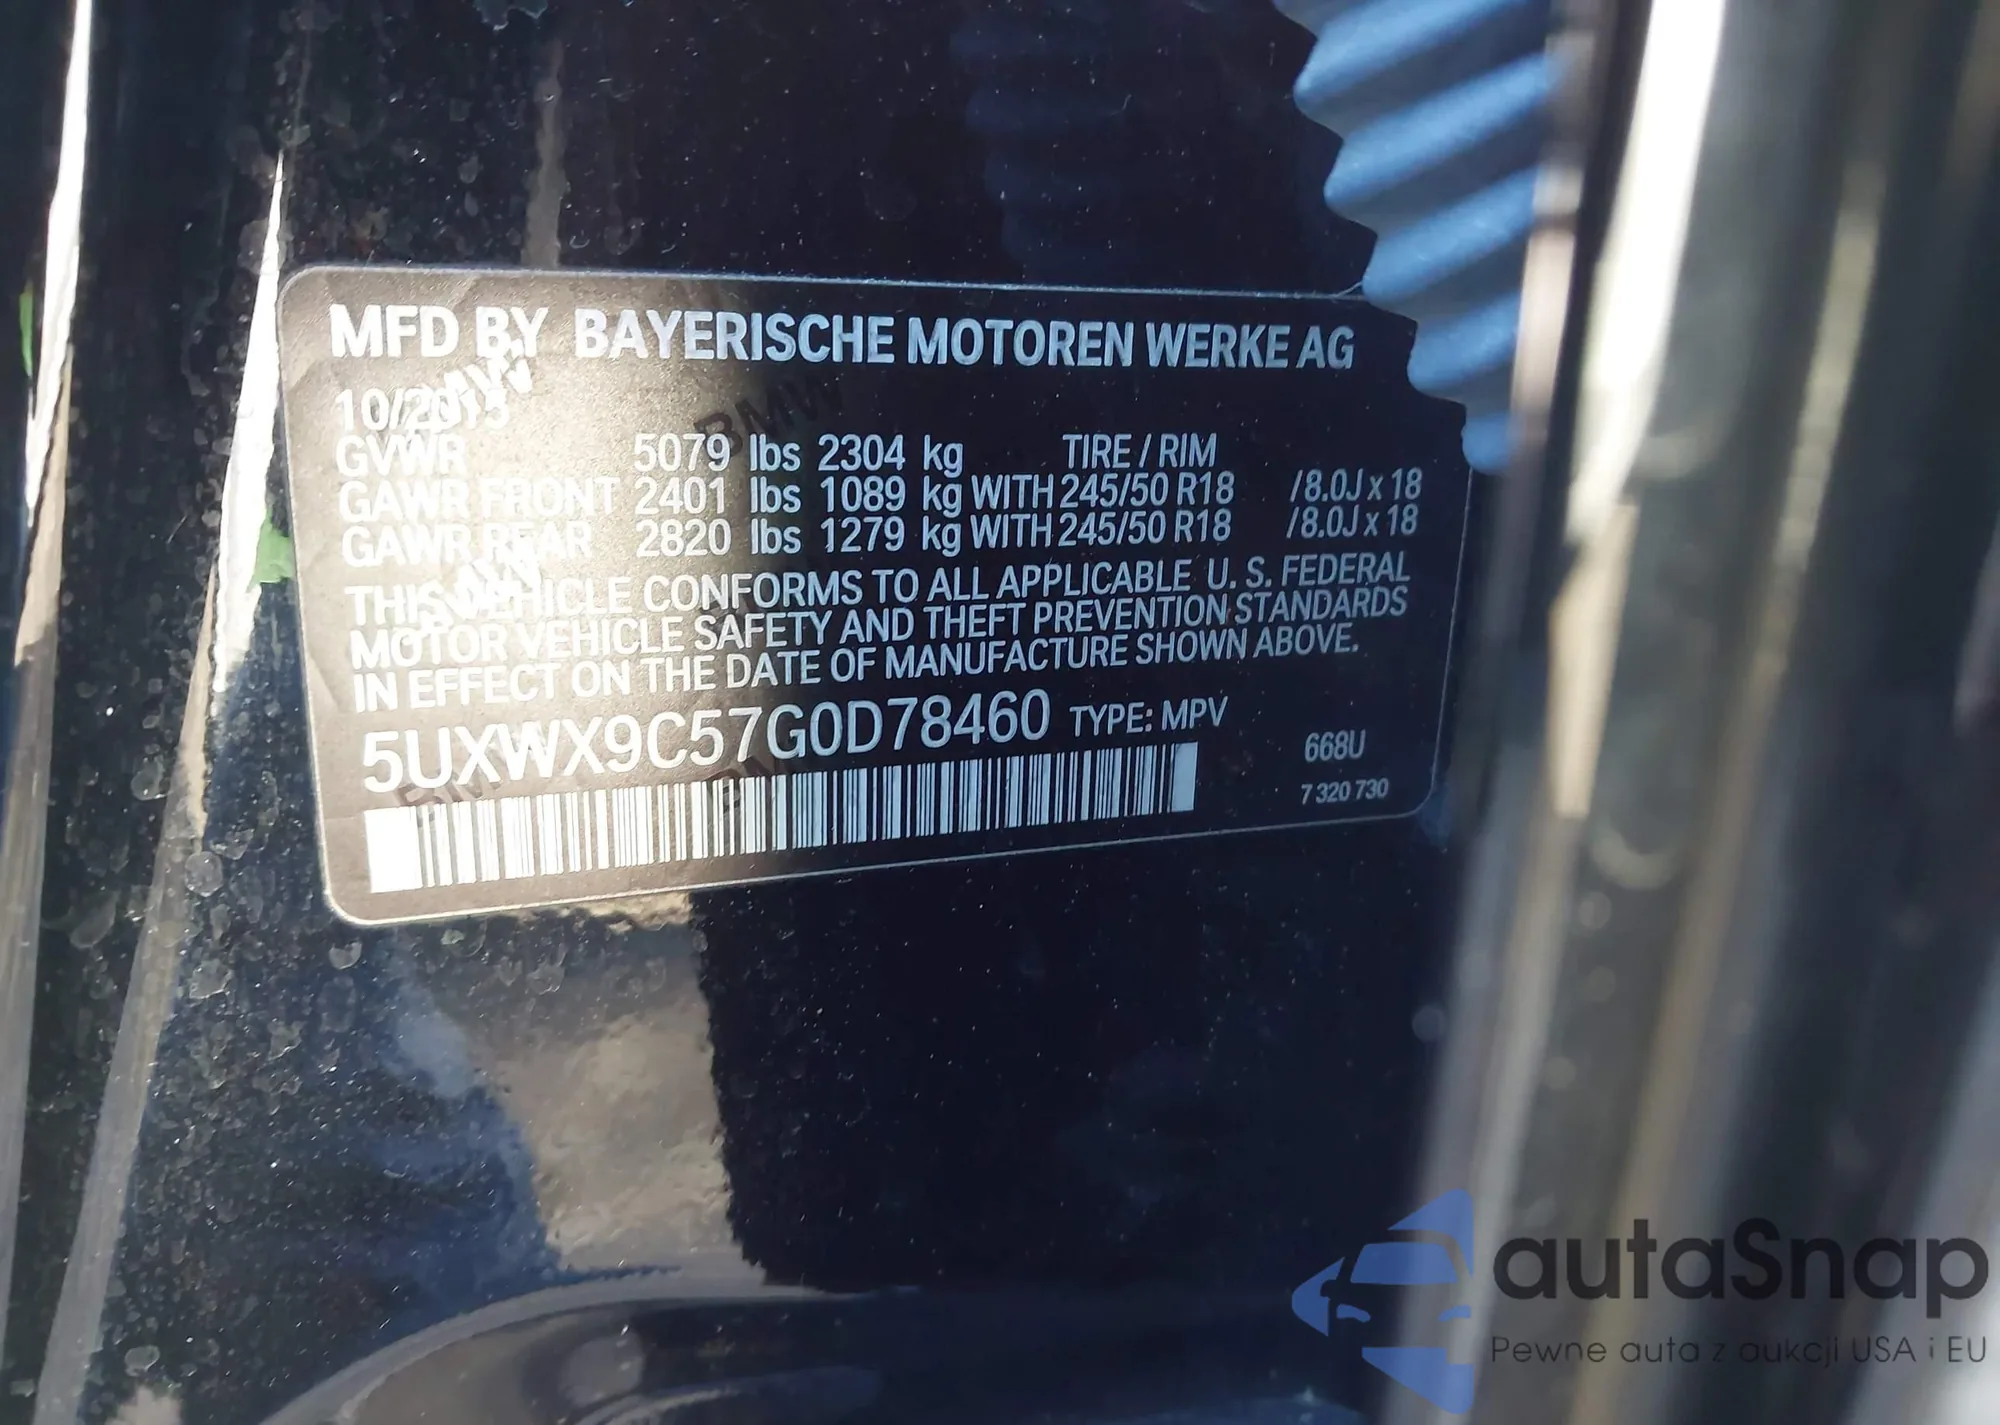 MFD BY BAYERISCHE MOTOREN WERKE AG
10/2015
GVWR 5079 lbs 2304 kg TIRE / RIM
GAWR FRONT 2401 lbs 1089 kg WITH 245/50 R18 /8.0J x 18
GAWR REAR 2820 lbs 1279 kg WITH 245/50 R18 /8.0J x 18
THIS VEHICLE CONFORMS TO ALL APPLICABLE U. S. FEDERAL
MOTOR VEHICLE SAFETY AND THEFT PREVENTION STANDARDS
IN EFFECT ON THE DATE OF MANUFACTURE SHOWN ABOVE.
5UXWX9C57G0D78460 TYPE: MPV
668U
7 320 730
autaSnap
Pewne auta z aukcji USA i EU